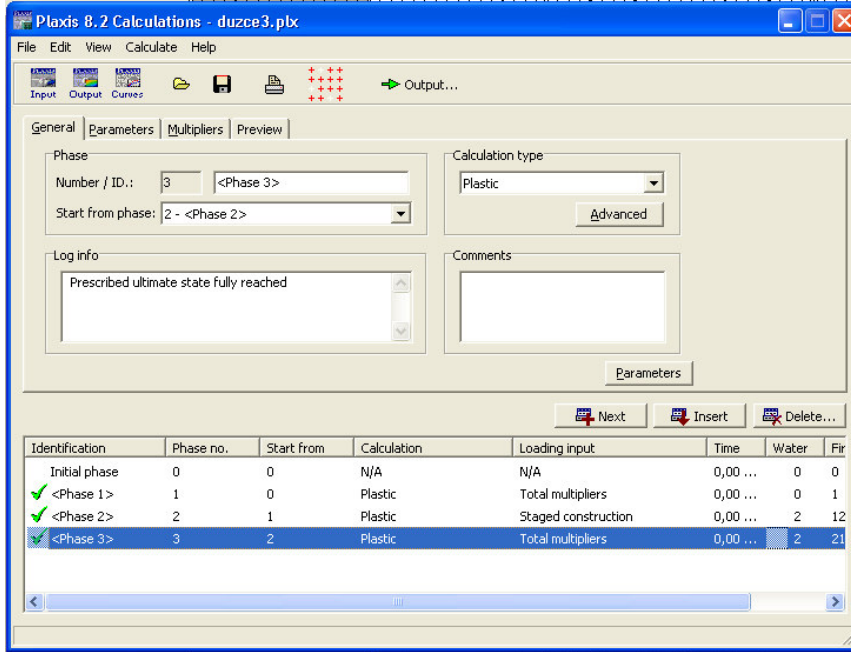 Plaxis 8.2 Calculations - duzce3.plx
File Edit View Calculate Help
Input Output Curves Output...
General Parameters Multipliers Preview
Phase
Number / ID.: 3 <Phase 3>
Start from phase: 2 - <Phase 2>
Calculation type
Plastic
Advanced
Log info
Prescribed ultimate state fully reached
Comments
Parameters
Next Insert Delete...
Identification Phase no. Start from Calculation Loading input Time Water Fir
Initial phase 0 0 N/A N/A 0,00 ... 0 0
<Phase 1> 1 0 Plastic Total multipliers 0,00 ... 0 1
<Phase 2> 2 1 Plastic Staged construction 0,00 ... 2 12
<Phase 3> 3 2 Plastic Total multipliers 0,00 ... 2 21